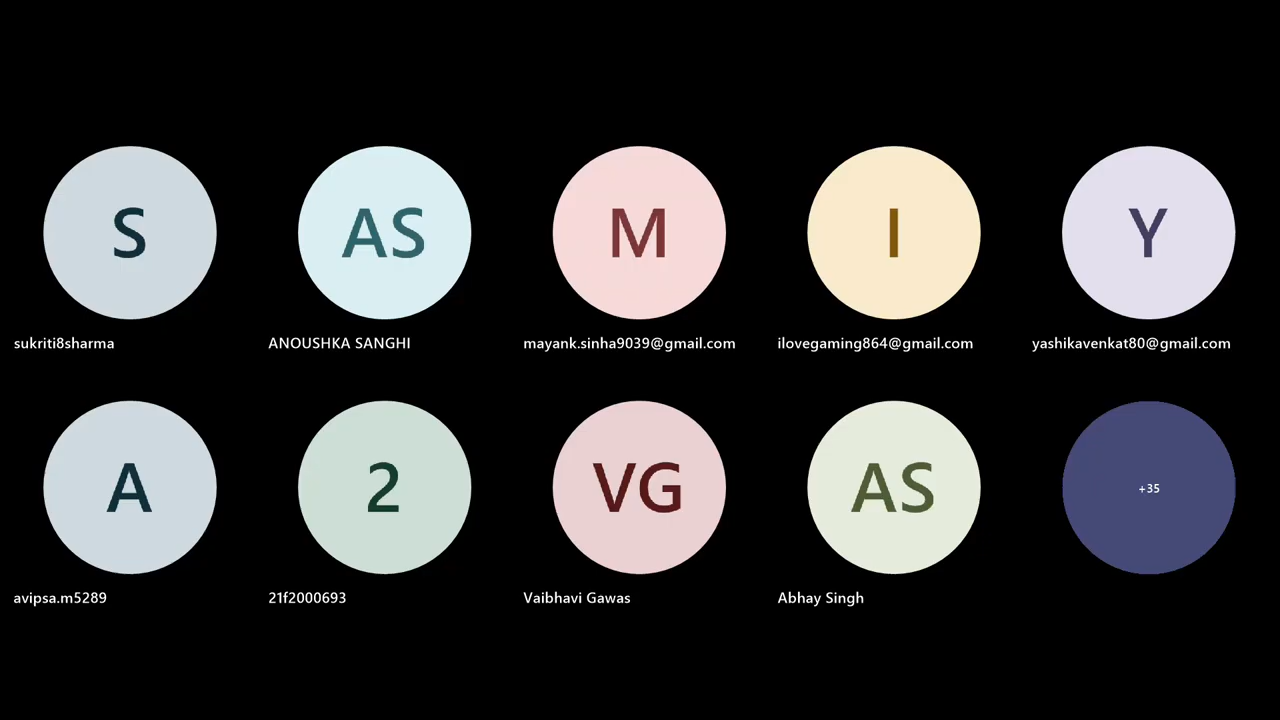 S
AS
M
I
Y
sukriti8sharma
ANOUSHKA SANGHI
mayank.sinha9039@gmail.com
ilovegaming864@gmail.com
yashikavenkat80@gmail.com
A
2
VG
AS
+35
avipsa.m5289
21f2000693
Vaibhavi Gawas
Abhay Singh